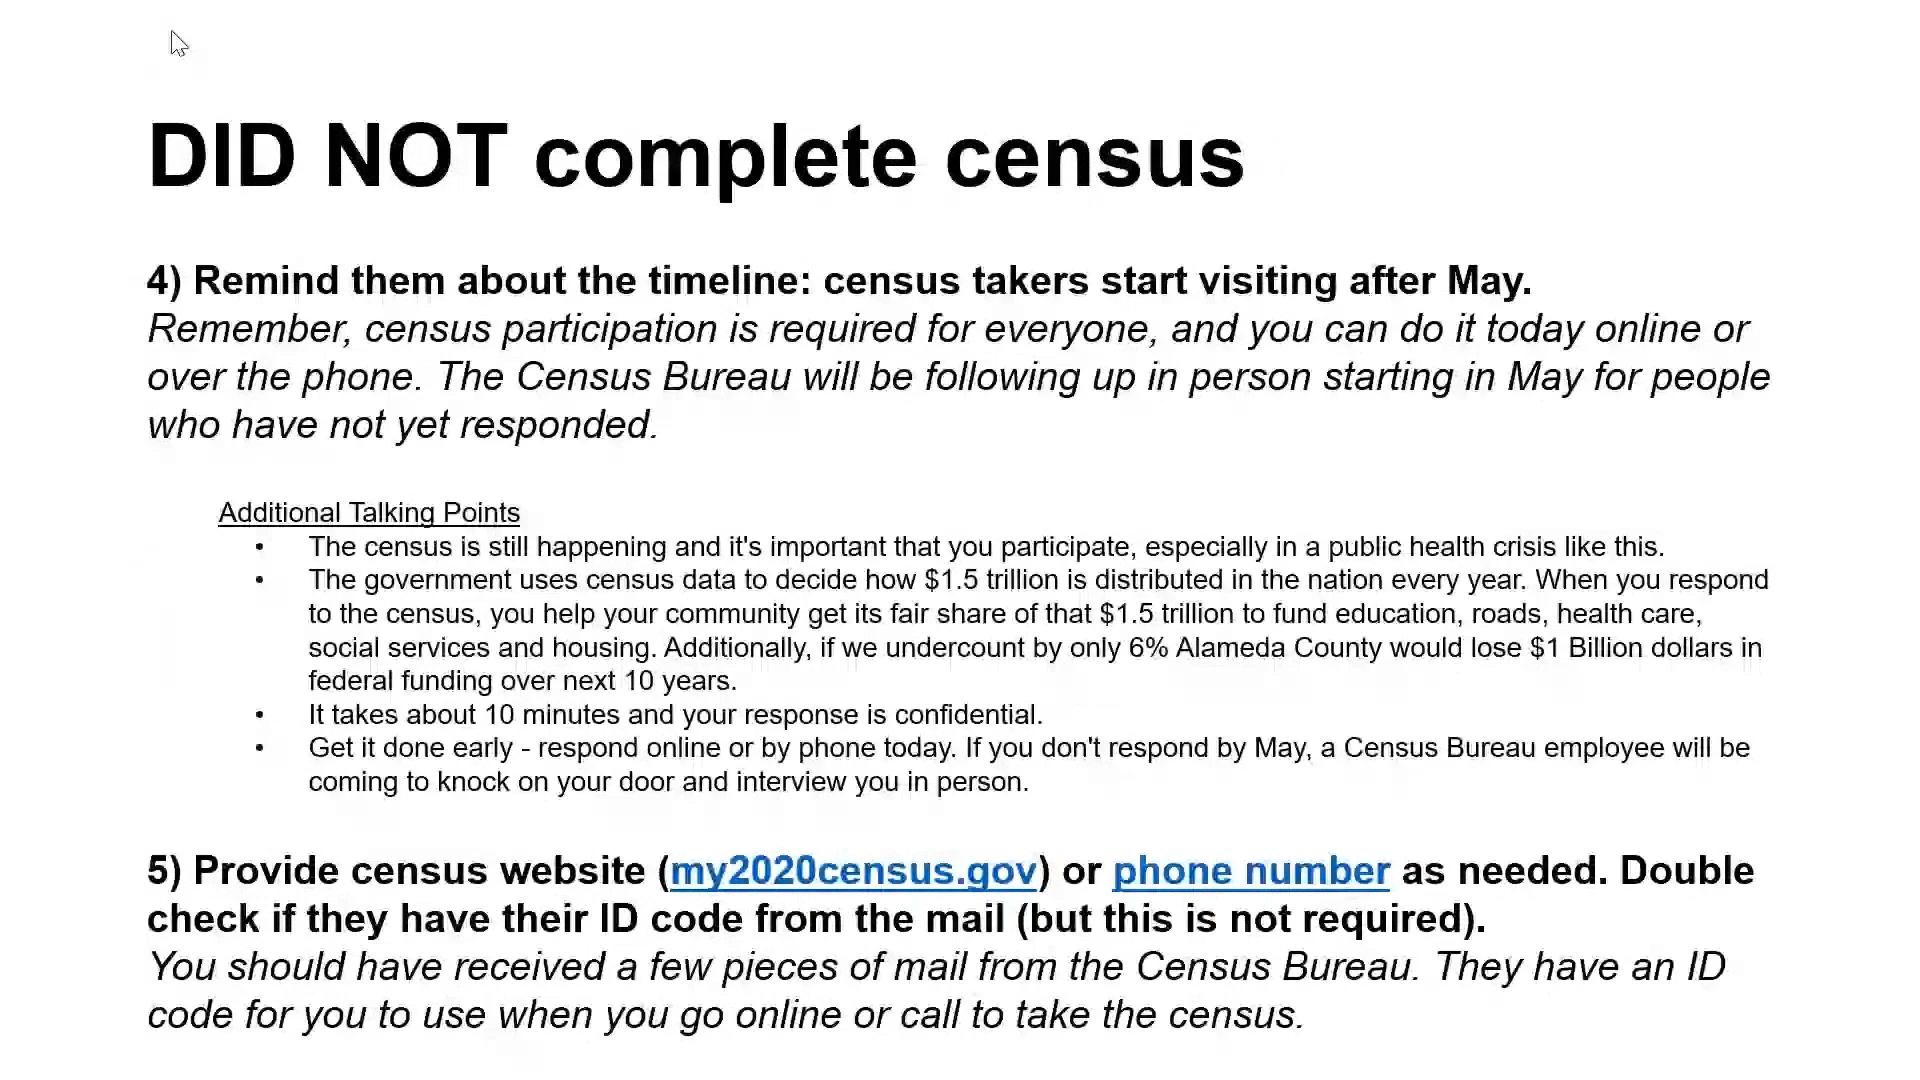 DID NOT complete census
4) Remind them about the timeline: census takers start visiting after May.
Remember, census participation is required for everyone, and you can do it today online or
over the phone. The Census Bureau will be following up in person starting in May for people
who have not yet responded.
Additional Talking Points
• The census is still happening and it's important that you participate, especially in a public health crisis like this.
• The government uses census data to decide how $1.5 trillion is distributed in the nation every year. When you respond
to the census, you help your community get its fair share of that $1.5 trillion to fund education, roads, health care,
social services and housing. Additionally, if we undercount by only 6% Alameda County would lose $1 Billion dollars in
federal funding over next 10 years.
• It takes about 10 minutes and your response is confidential.
• Get it done early - respond online or by phone today. If you don't respond by May, a Census Bureau employee will be
coming to knock on your door and interview you in person.
5) Provide census website (my2020census.gov) or phone number as needed. Double
check if they have their ID code from the mail (but this is not required).
You should have received a few pieces of mail from the Census Bureau. They have an ID
code for you to use when you go online or call to take the census.